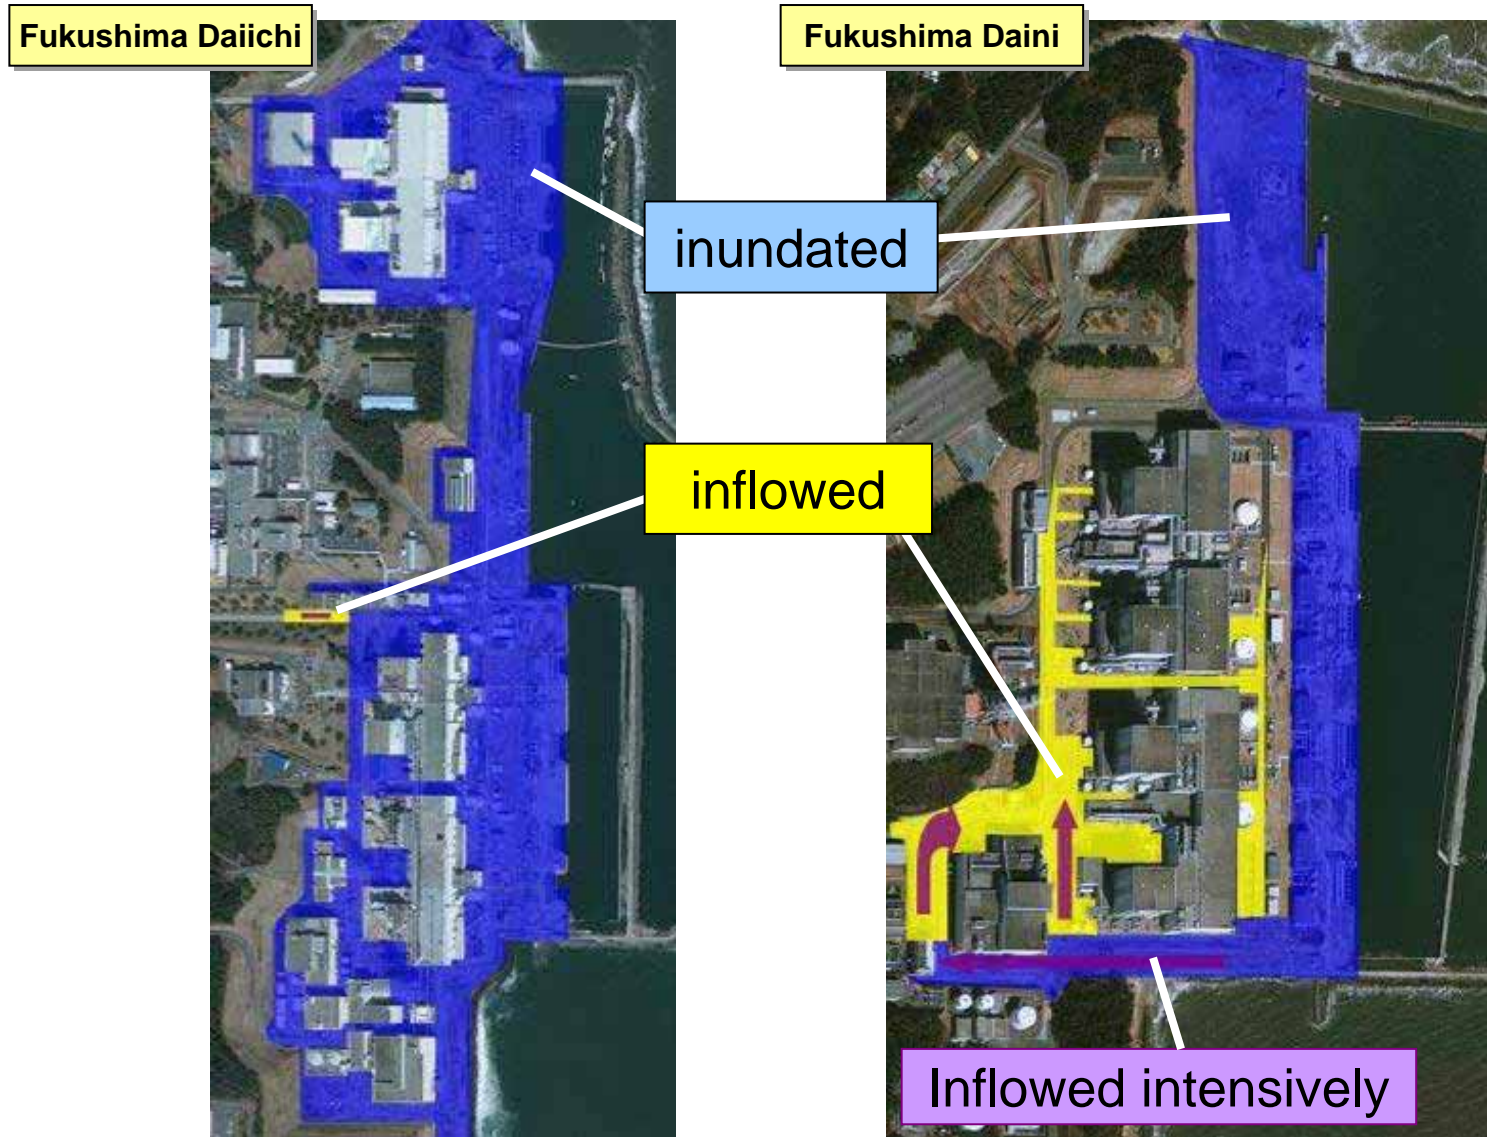 Fukushima Daiichi
Fukushima Daini
inundated
inflowed
Inflowed intensively